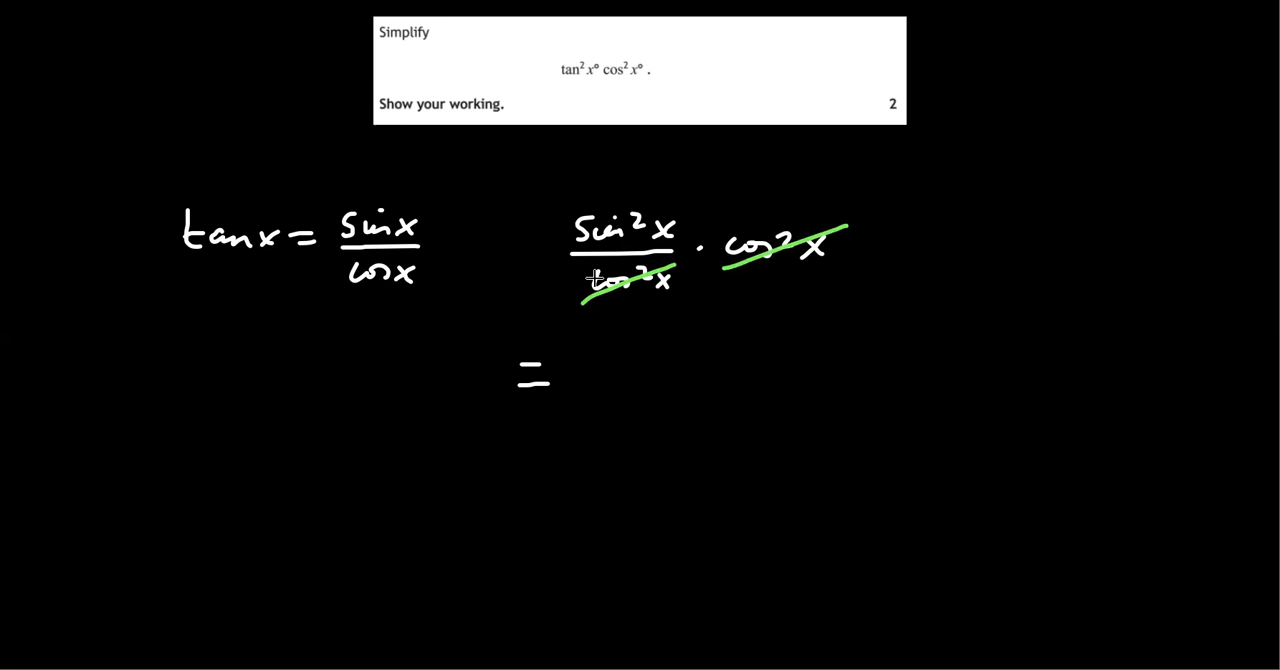 Simplify
tan² x° cos² x° .
Show your working. 2
tan x = sin x / cos x
sin² x / cos² x · cos² x
=